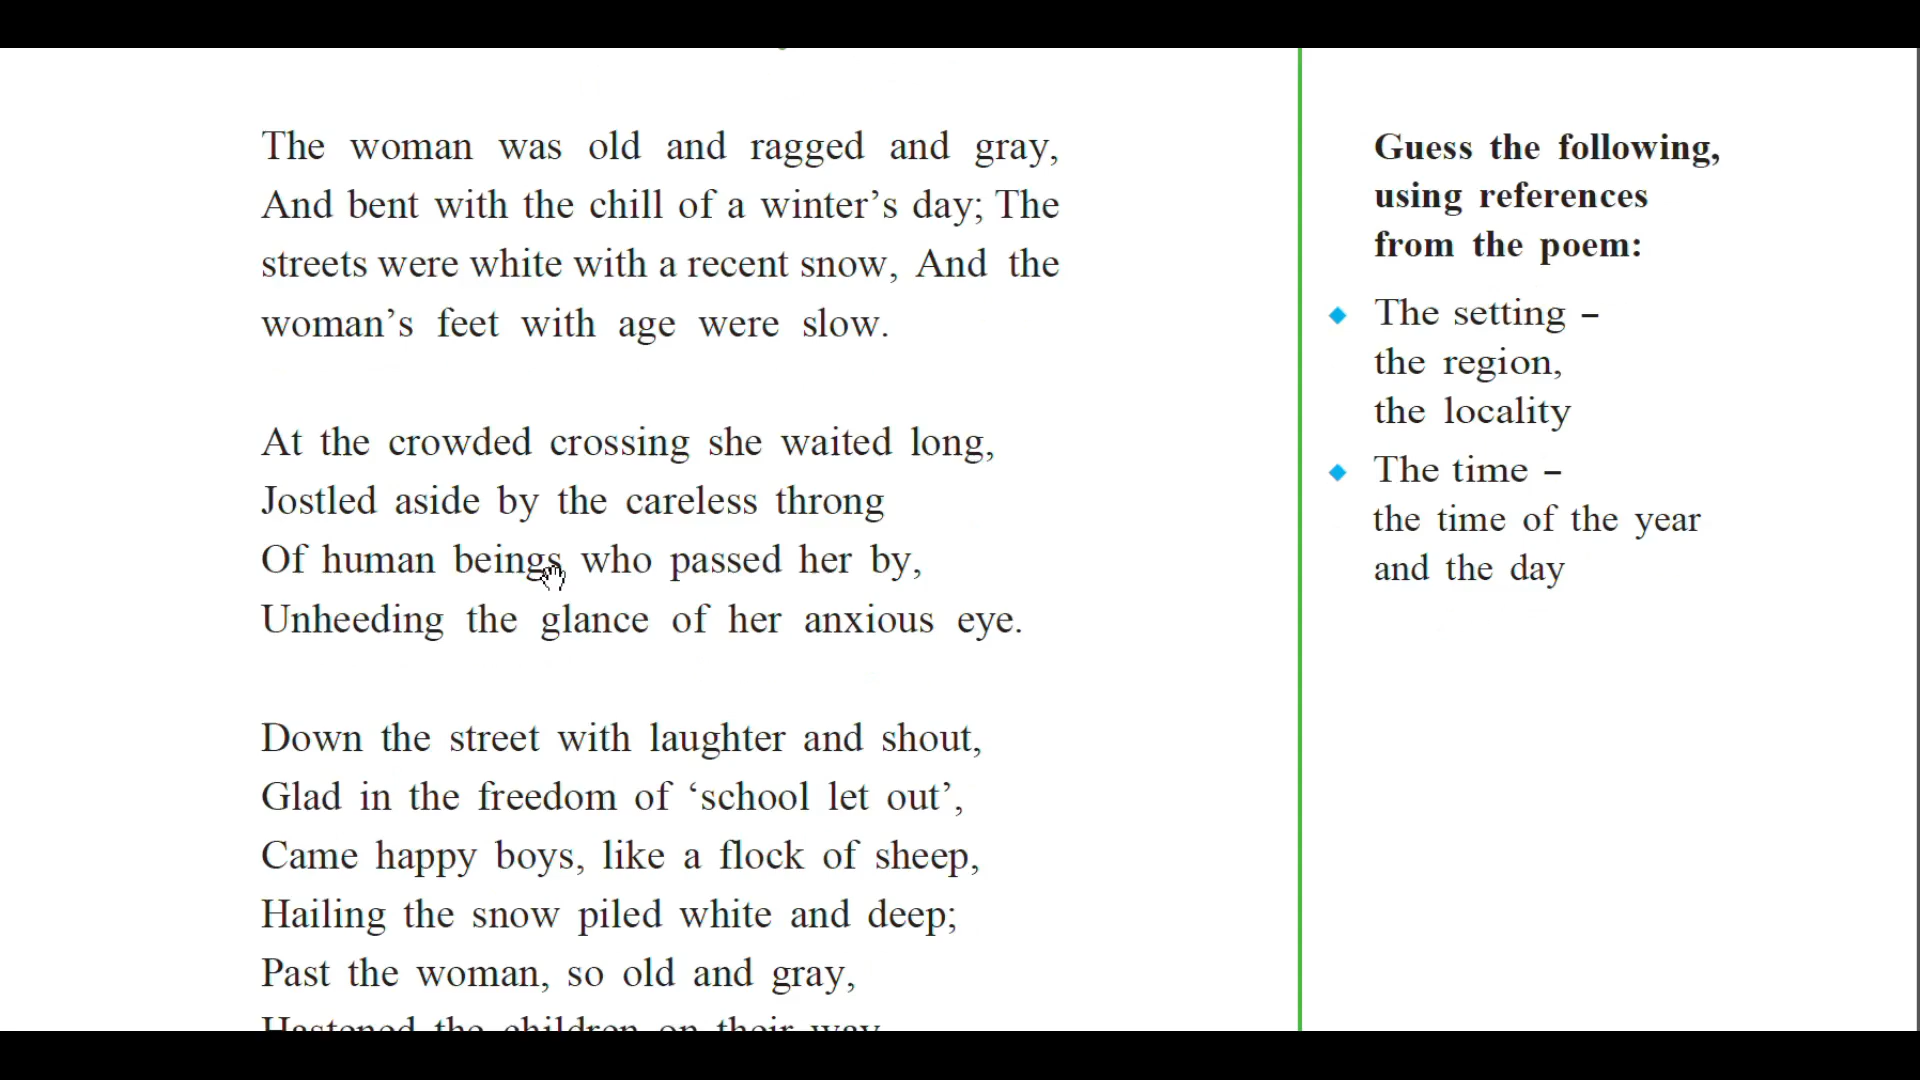 The woman was old and ragged and gray,
And bent with the chill of a winter’s day; The
streets were white with a recent snow, And the
woman’s feet with age were slow.
At the crowded crossing she waited long,
Jostled aside by the careless throng
Of human beings who passed her by,
Unheeding the glance of her anxious eye.
Down the street with laughter and shout,
Glad in the freedom of ‘school let out’,
Came happy boys, like a flock of sheep,
Hailing the snow piled white and deep;
Past the woman, so old and gray,
Hastened the children on their way
Guess the following,
using references
from the poem:
The setting –
the region,
the locality
The time –
the time of the year
and the day